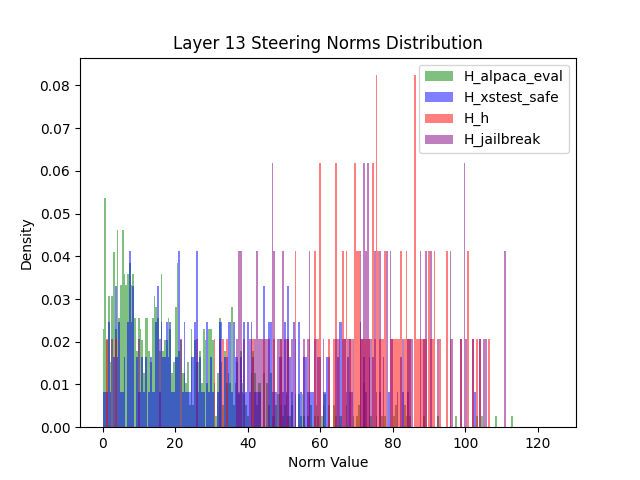 Layer 13 Steering Norms Distribution
H_alpaca_eval
H_xstest_safe
H_h
H_jailbreak
Density
0.08
0.07
0.06
0.05
0.04
0.03
0.02
0.01
0.00
0 20 40 60 80 100 120
Norm Value